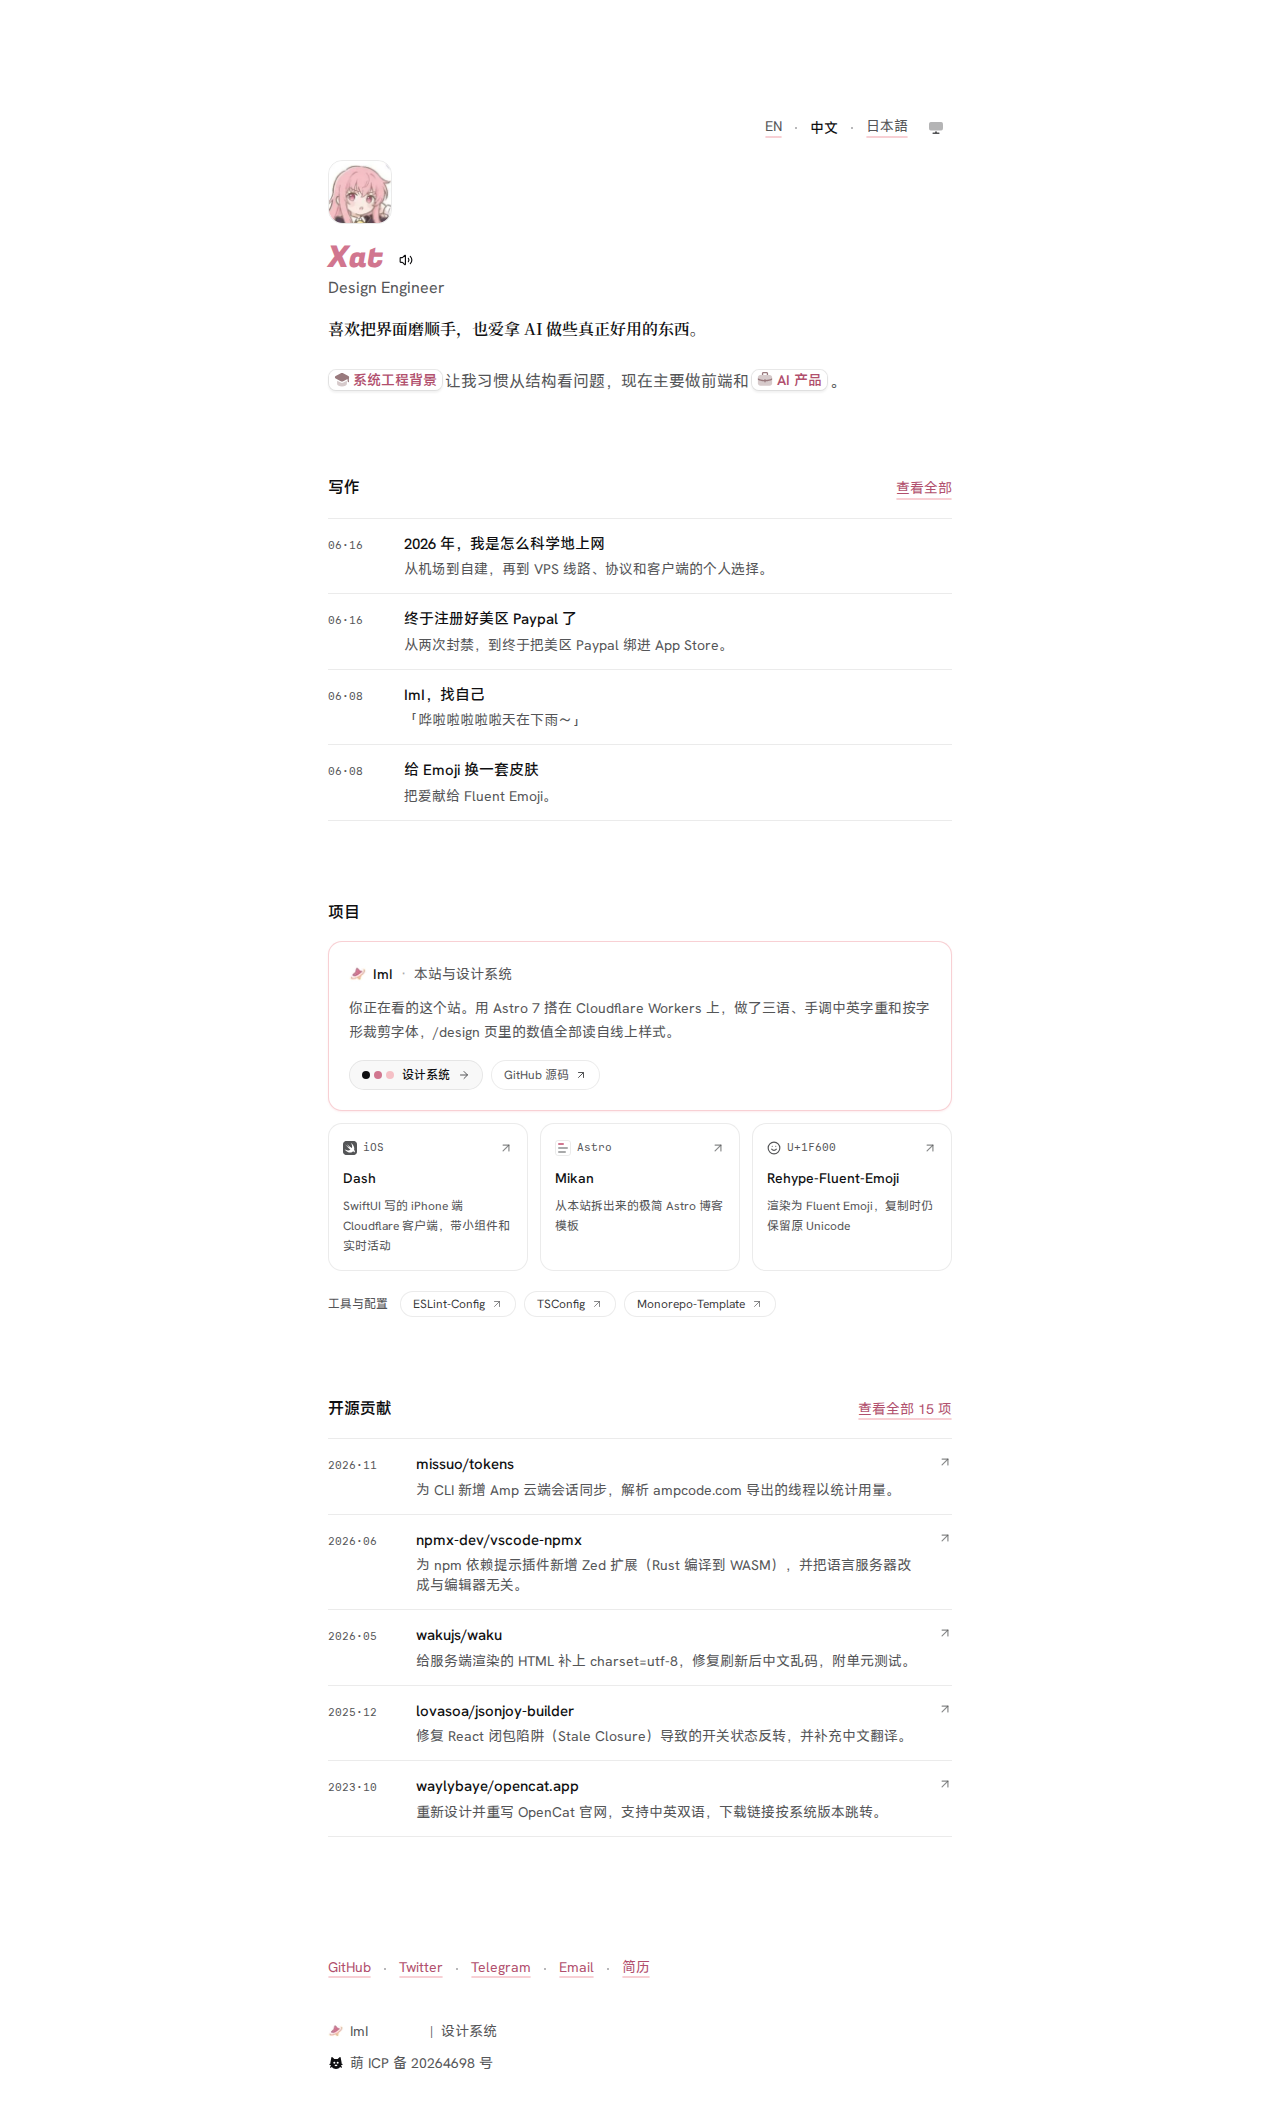 EN · 中文 · 日本語
Xat
Design Engineer
喜欢把界面磨顺手，也爱拿 AI 做些真正好用的东西。
系统工程背景 让我习惯从结构看问题，现在主要做前端和 AI 产品 。
写作 查看全部
06·16 2026 年，我是怎么科学地上网
从机场到自建，再到 VPS 线路、协议和客户端的个人选择。
06·16 终于注册好美区 Paypal 了
从两次封禁，到终于把美区 Paypal 绑进 App Store。
06·08 ImI，找自己
「哗啦啦啦啦啦天在下雨～」
06·08 给 Emoji 换一套皮肤
把爱献给 Fluent Emoji。
项目
ImI · 本站与设计系统
你正在看的这个站。用 Astro 7 搭在 Cloudflare Workers 上，做了三语、手调中英字重和按字
形裁剪字体，/design 页里的数值全部读自线上样式。
设计系统 → GitHub 源码 ↗
iOS ↗
Dash
SwiftUI 写的 iPhone 端
Cloudflare 客户端，带小组件和
实时活动
Astro ↗
Mikan
从本站拆出来的极简 Astro 博客
模板
U+1F600 ↗
Rehype-Fluent-Emoji
渲染为 Fluent Emoji，复制时仍
保留原 Unicode
工具与配置 ESLint-Config ↗ TSConfig ↗ Monorepo-Template ↗
开源贡献 查看全部 15 项
2026·11 missuo/tokens ↗
为 CLI 新增 Amp 云端会话同步，解析 ampcode.com 导出的线程以统计用量。
2026·06 npmx-dev/vscode-npmx ↗
为 npm 依赖提示插件新增 Zed 扩展（Rust 编译到 WASM），并把语言服务器改
成与编辑器无关。
2026·05 wakujs/waku ↗
给服务端渲染的 HTML 补上 charset=utf-8，修复刷新后中文乱码，附单元测试。
2025·12 lovasoa/jsonjoy-builder ↗
修复 React 闭包陷阱（Stale Closure）导致的开关状态反转，并补充中文翻译。
2023·10 waylybaye/opencat.app ↗
重新设计并重写 OpenCat 官网，支持中英双语，下载链接按系统版本跳转。
GitHub · Twitter · Telegram · Email · 简历
ImI | 设计系统
萌 ICP 备 20264698 号